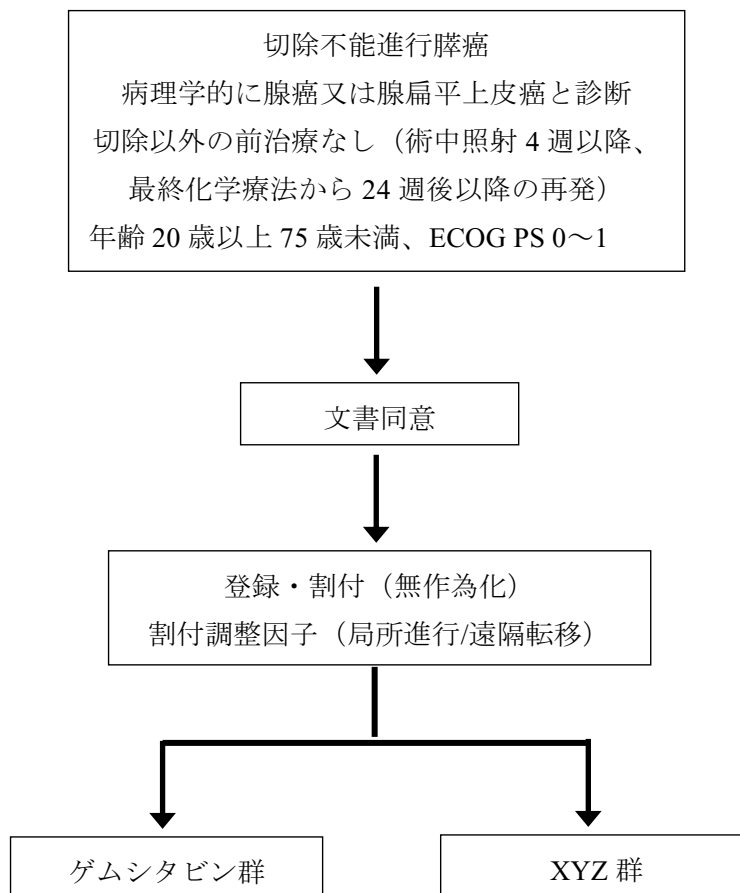 切除不能進行膵癌
病理学的に腺癌又は腺扁平上皮癌と診断
切除以外の前治療なし（術中照射 4 週以降、
最終化学療法から 24 週後以降の再発）
年齢 20 歳以上 75 歳未満、ECOG PS 0～1
文書同意
登録・割付（無作為化）
割付調整因子（局所進行/遠隔転移）
ゲムシタビン群
XYZ 群